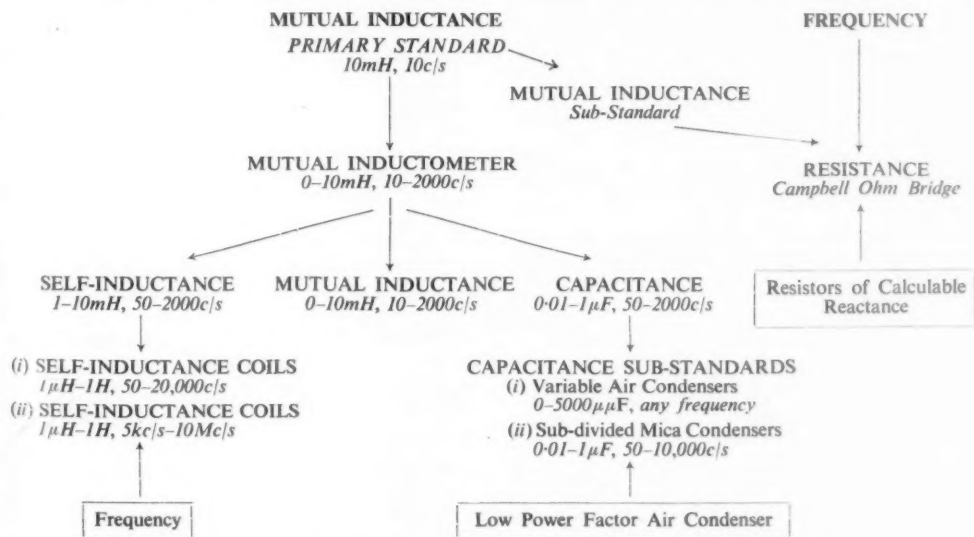 MUTUAL INDUCTANCE
PRIMARY STANDARD
10mH, 10c/s
FREQUENCY
MUTUAL INDUCTANCE
Sub-Standard
MUTUAL INDUCTOMETER
0–10mH, 10–2000c/s
RESISTANCE
Campbell Ohm Bridge
SELF-INDUCTANCE
1–10mH, 50–2000c/s
MUTUAL INDUCTANCE
0–10mH, 10–2000c/s
CAPACITANCE
0·01–1μF, 50–2000c/s
Resistors of Calculable
Reactance
(i) SELF-INDUCTANCE COILS
1μH–1H, 50–20,000c/s
(ii) SELF-INDUCTANCE COILS
1μH–1H, 5kc/s–10Mc/s
CAPACITANCE SUB-STANDARDS
(i) Variable Air Condensers
0–5000μμF, any frequency
(ii) Sub-divided Mica Condensers
0·01–1μF, 50–10,000c/s
Frequency
Low Power Factor Air Condenser